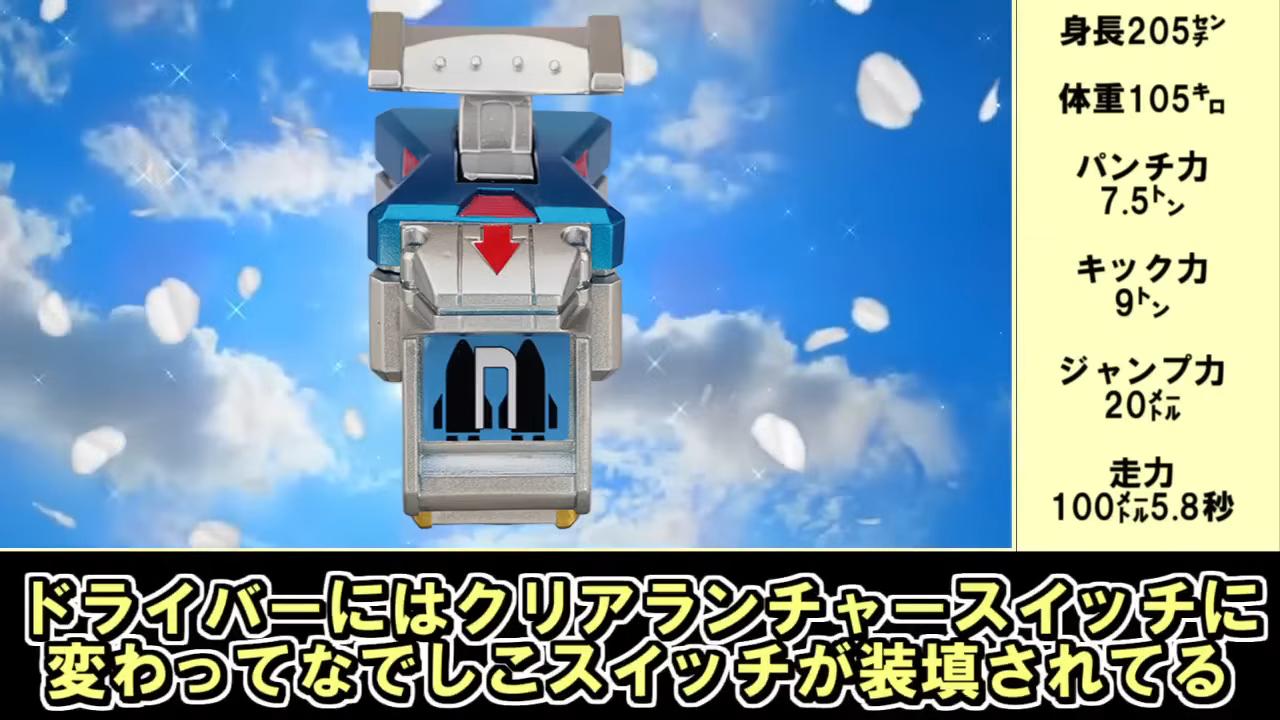 身長205㌢
体重105㌔
パンチ力
7.5㌧
キック力
9㌧
ジャンプ力
20㍍
走力
100㍍5.8秒
n
ドライバーにはクリアランチャースイッチに
変わってなでしこスイッチが装填されてる